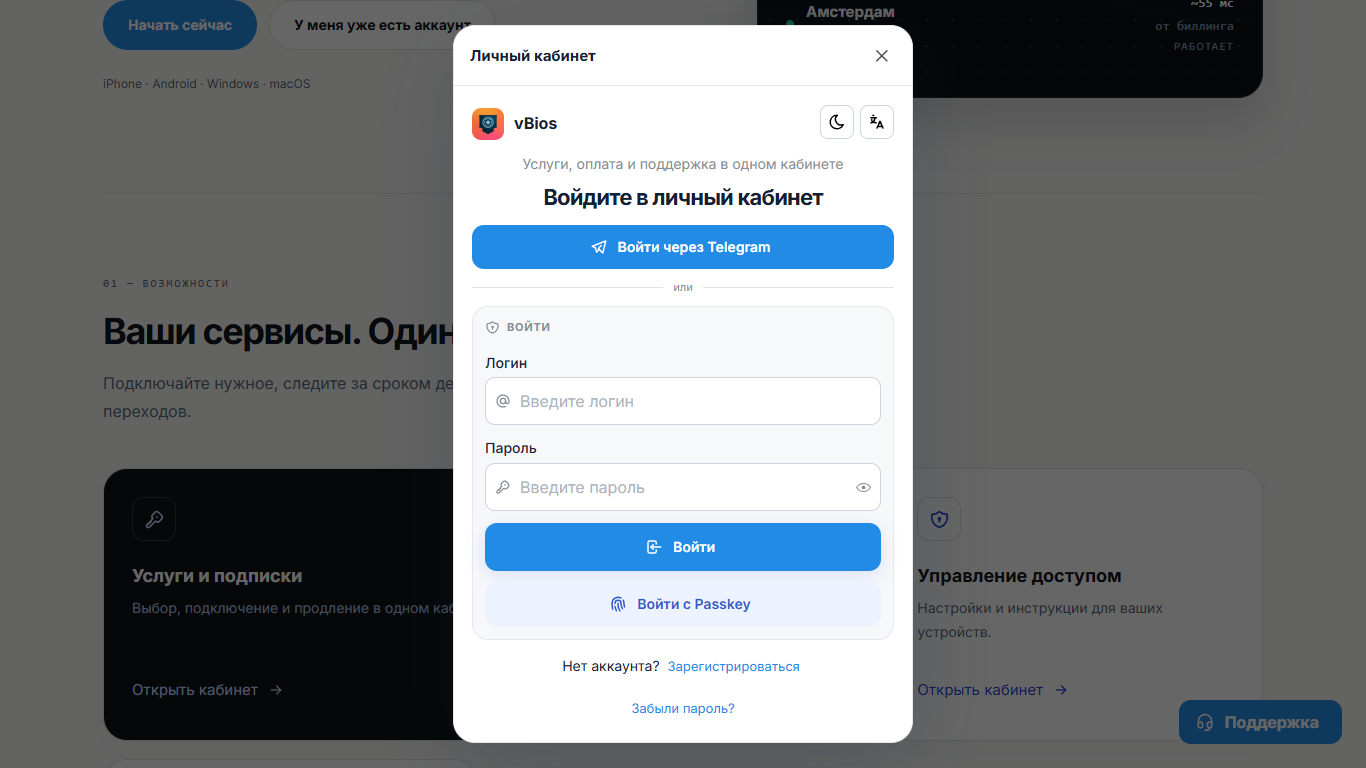 Начать сейчас
У меня уже есть аккаунт
iPhone · Android · Windows · macOS
Амстердам
~55 мс
от биллинга
РАБОТАЕТ
Личный кабинет
vBios
Услуги, оплата и поддержка в одном кабинете
Войдите в личный кабинет
Войти через Telegram
или
ВОЙТИ
Логин
Введите логин
Пароль
Введите пароль
Войти
Войти с Passkey
Нет аккаунта? Зарегистрироваться
Забыли пароль?
01 — ВОЗМОЖНОСТИ
Ваши сервисы. Один
Подключайте нужное, следите за сроком де
переходов.
Услуги и подписки
Выбор, подключение и продление в одном каб
Открыть кабинет →
Управление доступом
Настройки и инструкции для ваших
устройств.
Открыть кабинет →
Поддержка